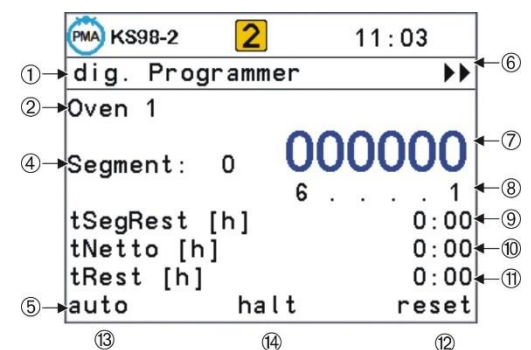 PMA KS98-2 2 11:03
① dig. Programmer ▶▶ ⑥
② Oven 1
④ Segment: 0 000000 ⑦
6 . . . . 1 ⑧
tSegRest [h] 0:00 ⑨
tNetto [h] 0:00 ⑩
tRest [h] 0:00 ⑪
⑤ auto halt reset
⑬ ⑭ ⑫